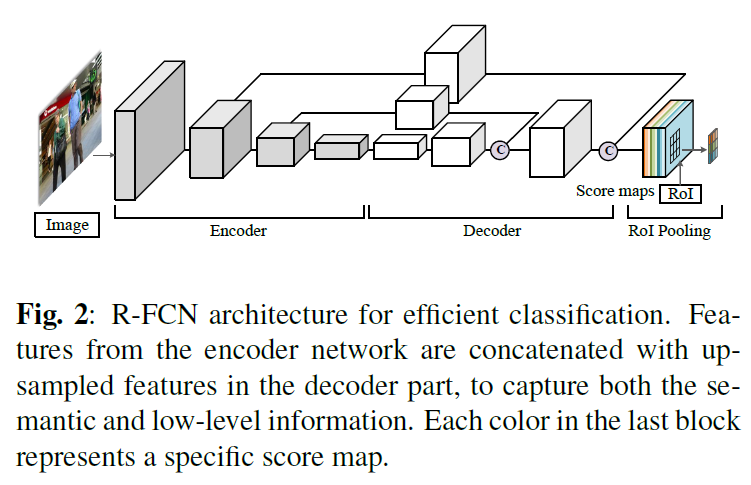 C
C
Score maps
RoI
Image
Encoder
Decoder
RoI Pooling
Fig. 2: R-FCN architecture for efficient classification. Fea-
tures from the encoder network are concatenated with up-
sampled features in the decoder part, to capture both the se-
mantic and low-level information. Each color in the last block
represents a specific score map.